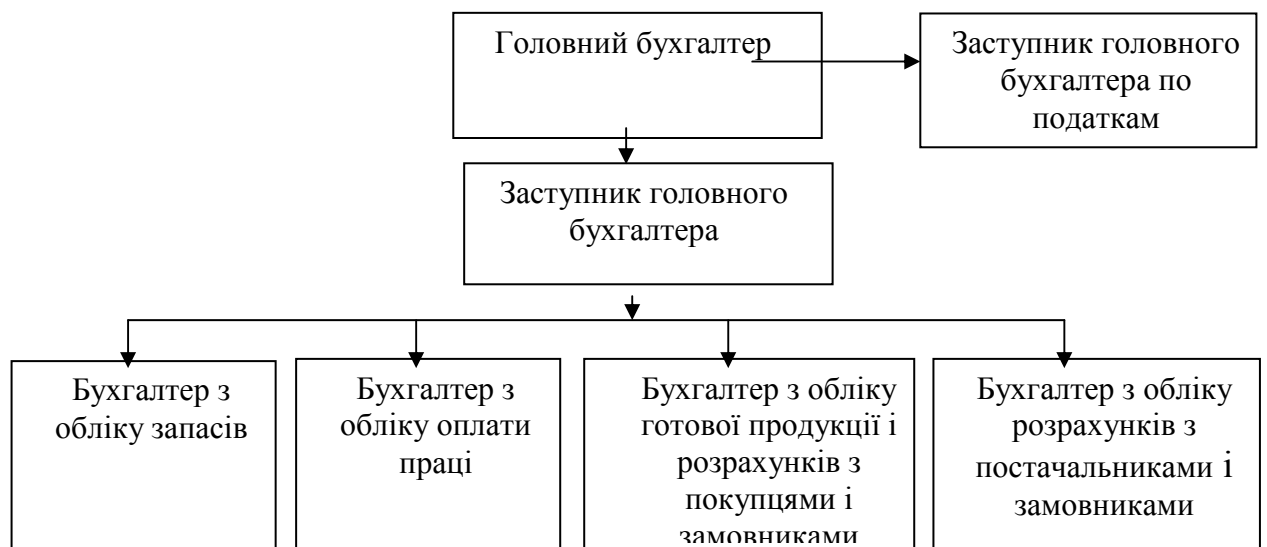 Головний бухгалтер
Заступник головного
бухгалтера по
податкам
Заступник головного
бухгалтера
Бухгалтер з
обліку запасів
Бухгалтер з
обліку оплати
праці
Бухгалтер з обліку
готової продукції і
розрахунків з
покупцями і
замовниками
Бухгалтер з обліку
розрахунків з
постачальниками і
замовниками